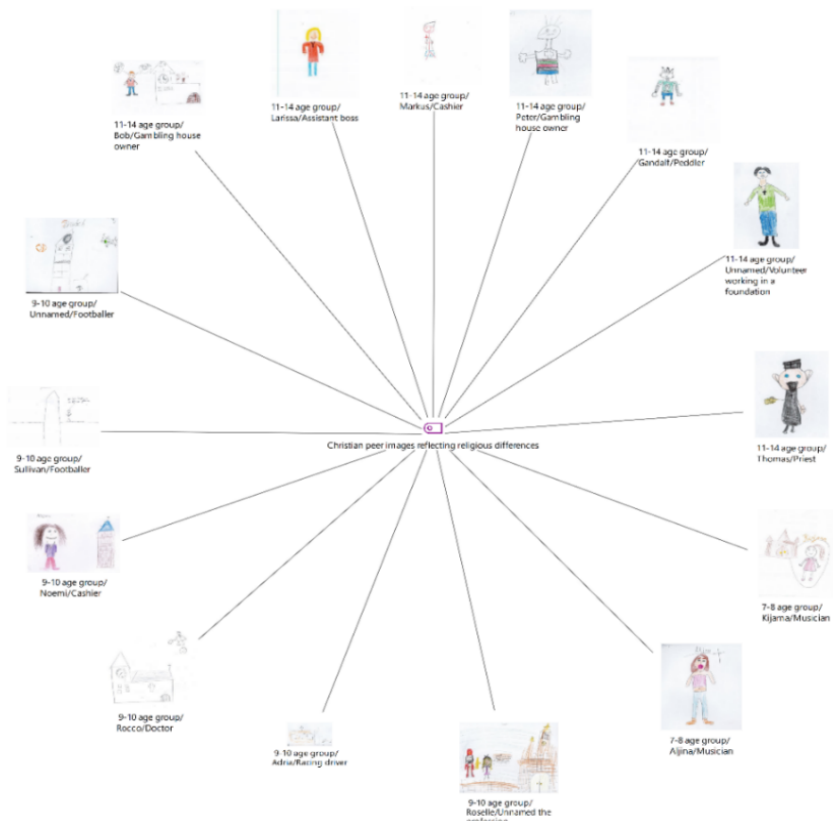 11-14 age group/
Bob/Gambling house
owner
11-14 age group/
Larissa/Assistant boss
11-14 age group/
Markus/Cashier
11-14 age group/
Peter/Gambling
house owner
11-14 age group/
Gandalf/Peddler
11-14 age group/
Unnamed/Volunteer
working in a
foundation
9-10 age group/
Unnamed/Footballer
11-14 age group/
Thomas/Priest
9-10 age group/
Sullivan/Footballer
Christian peer images reflecting religious differences
9-10 age group/
Noemi/Cashier
7-8 age group/
Kijama/Musician
9-10 age group/
Rocco/Doctor
9-10 age group/
Adria/Racing driver
7-8 age group/
Aljina/Musician
9-10 age group/
Roselle/Unnamed the